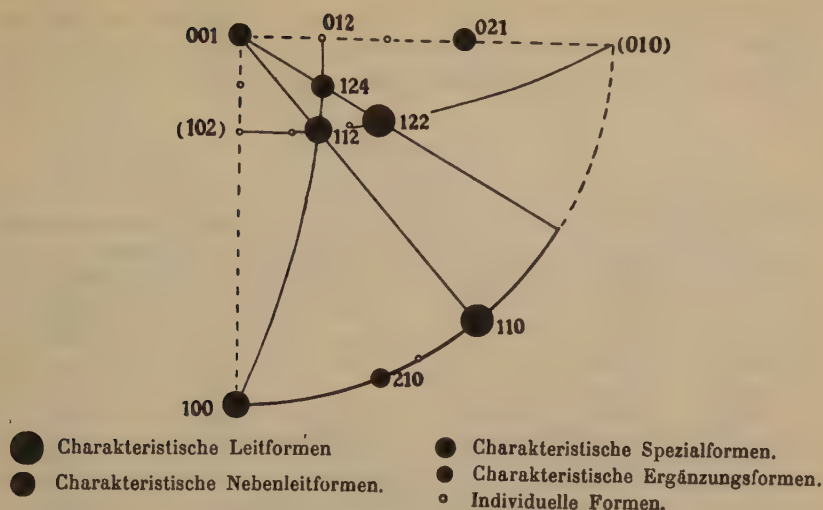 001 012 021 (010)
124
(102) 112 122
110
210
100
Charakteristische Leitformen
Charakteristische Nebenleitformen.
Charakteristische Spezialformen.
Charakteristische Ergänzungsformen.
Individuelle Formen.